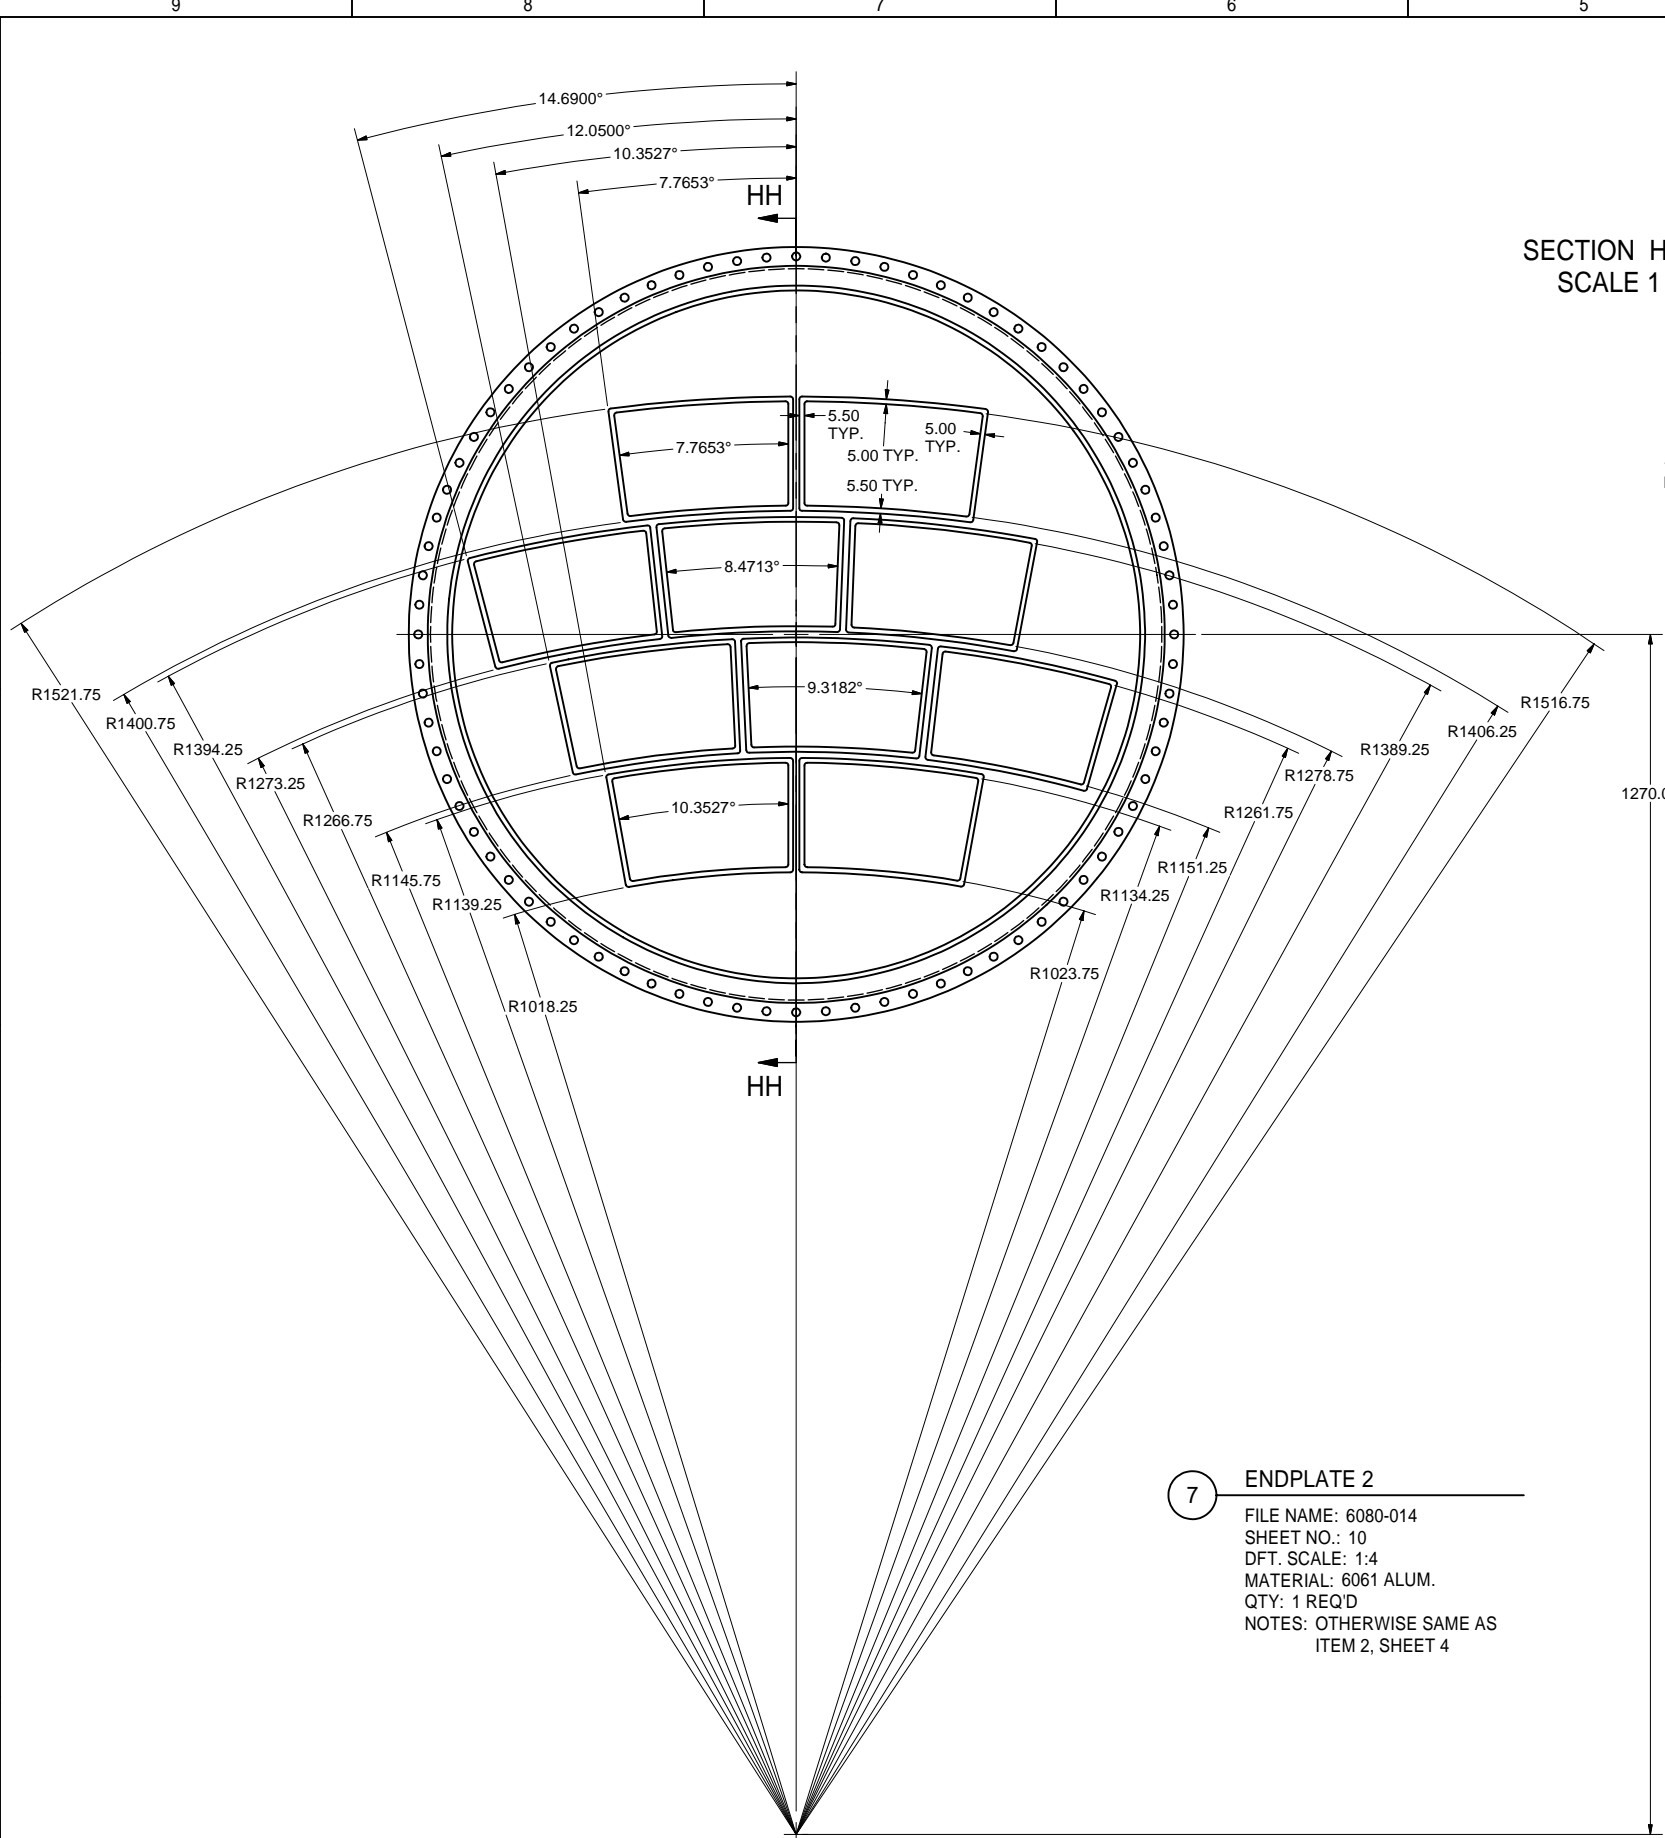 9
8
7
6
5
14.6900°
12.0500°
10.3527°
7.7653°
HH
SECTION H
SCALE 1
5.50
TYP.
5.00
TYP.
7.7653°
5.00 TYP.
5.50 TYP.
8.4713°
9.3182°
10.3527°
R1521.75
R1400.75
R1394.25
R1273.25
R1266.75
R1145.75
R1139.25
R1018.25
R1516.75
R1406.25
R1389.25
R1278.75
R1261.75
R1151.25
R1134.25
R1023.75
1270.0
HH
7
ENDPLATE 2
FILE NAME: 6080-014
SHEET NO.: 10
DFT. SCALE: 1:4
MATERIAL: 6061 ALUM.
QTY: 1 REQ'D
NOTES: OTHERWISE SAME AS
ITEM 2, SHEET 4